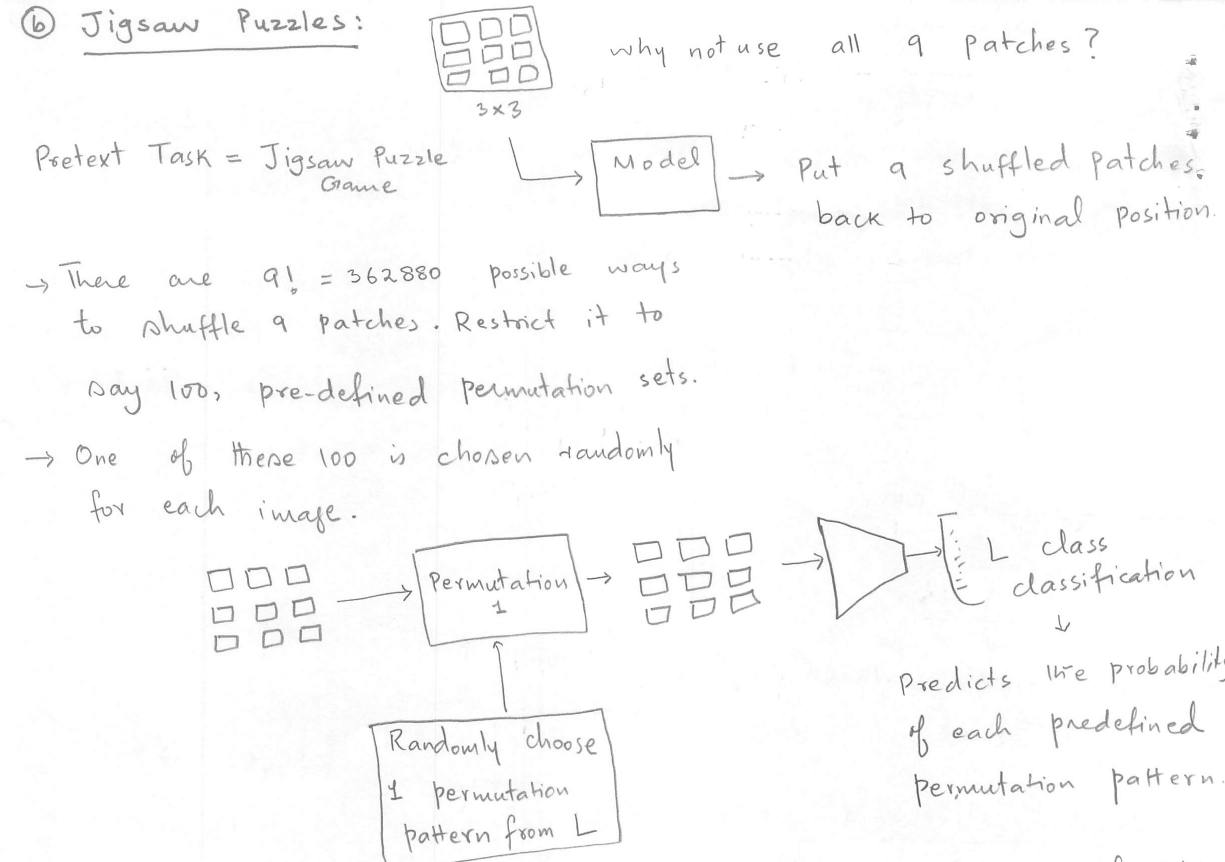 b Jigsaw Puzzles:
why not use all 9 patches?
3x3
Pretext Task = Jigsaw Puzzle
Game
Model
Put 9 shuffled patches.
back to original position.
→ There are 9! = 362880 possible ways
to shuffle 9 patches. Restrict it to
say 100, pre-defined permutation sets.
→ One of these 100 is chosen randomly
for each image.
Permutation
1
L class
classification
Predicts the probability
of each predefined
permutation pattern.
Randomly choose
1 permutation
pattern from L